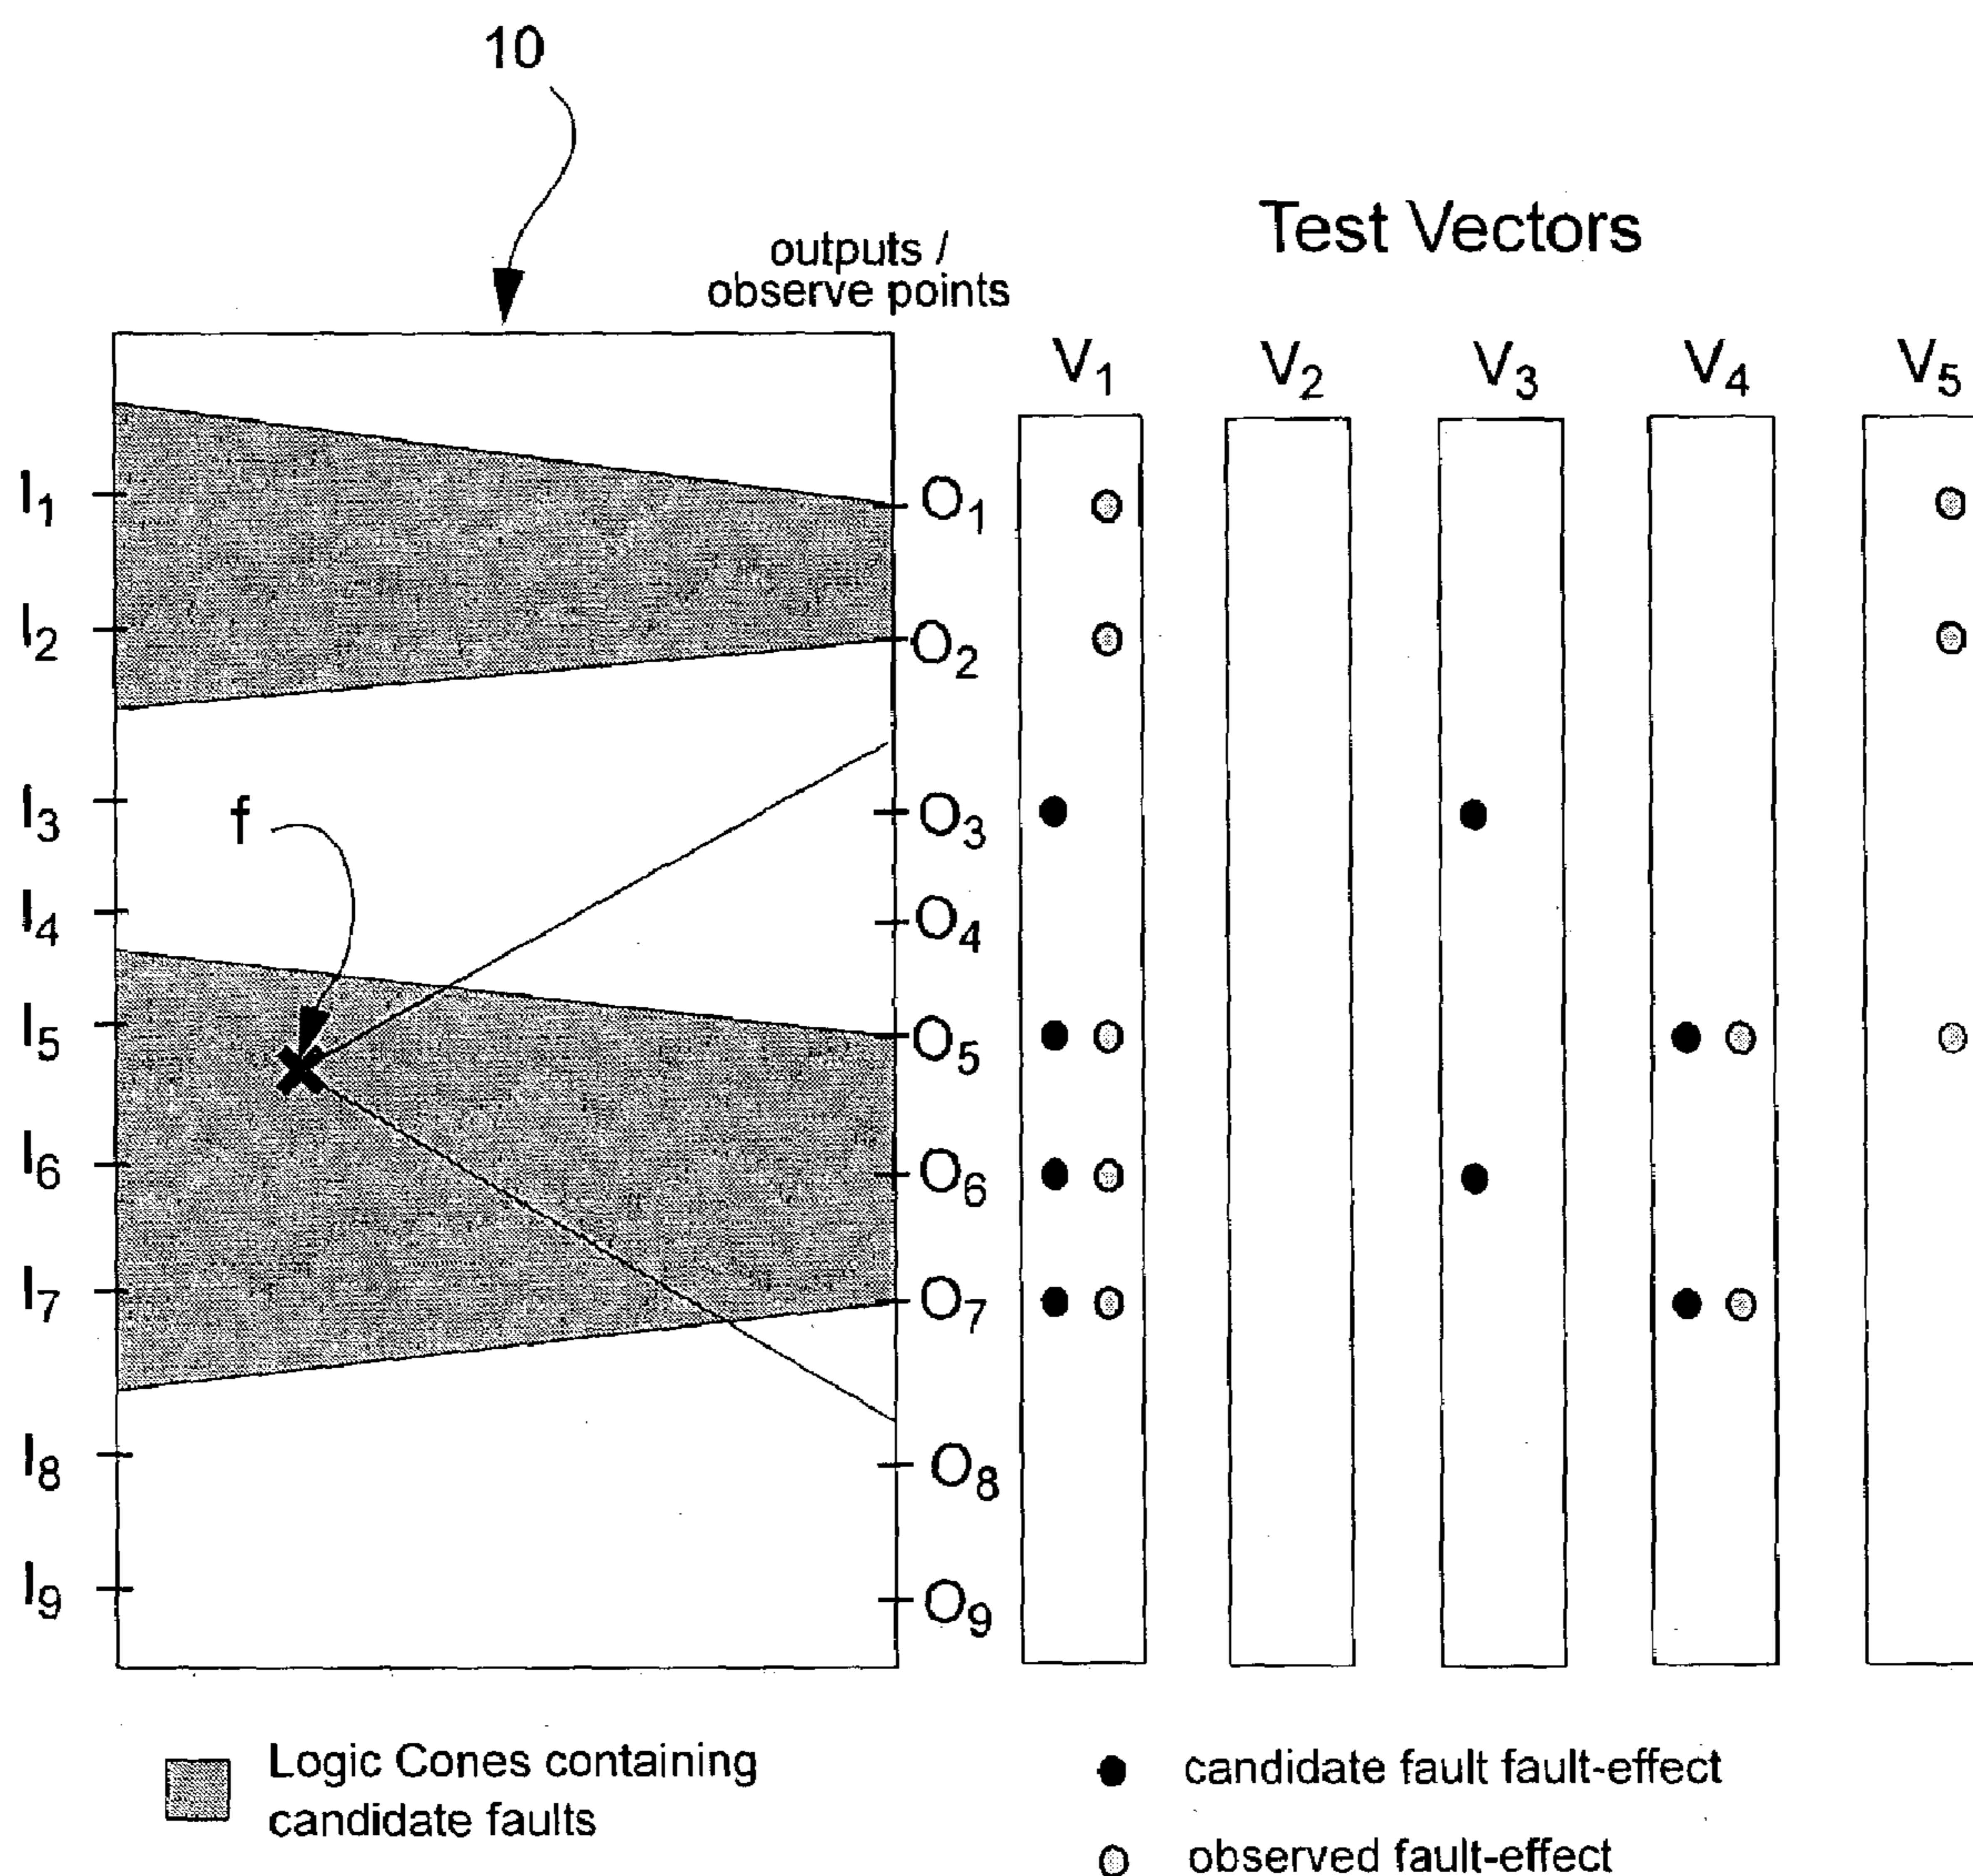 10
outputs /
observe points
Test Vectors
V1 V2 V3 V4 V5
I1 O1
I2 O2
I3 f O3
I4 O4
I5 O5
I6 O6
I7 O7
I8 O8
I9 O9
Logic Cones containing
candidate faults
candidate fault fault-effect
observed fault-effect